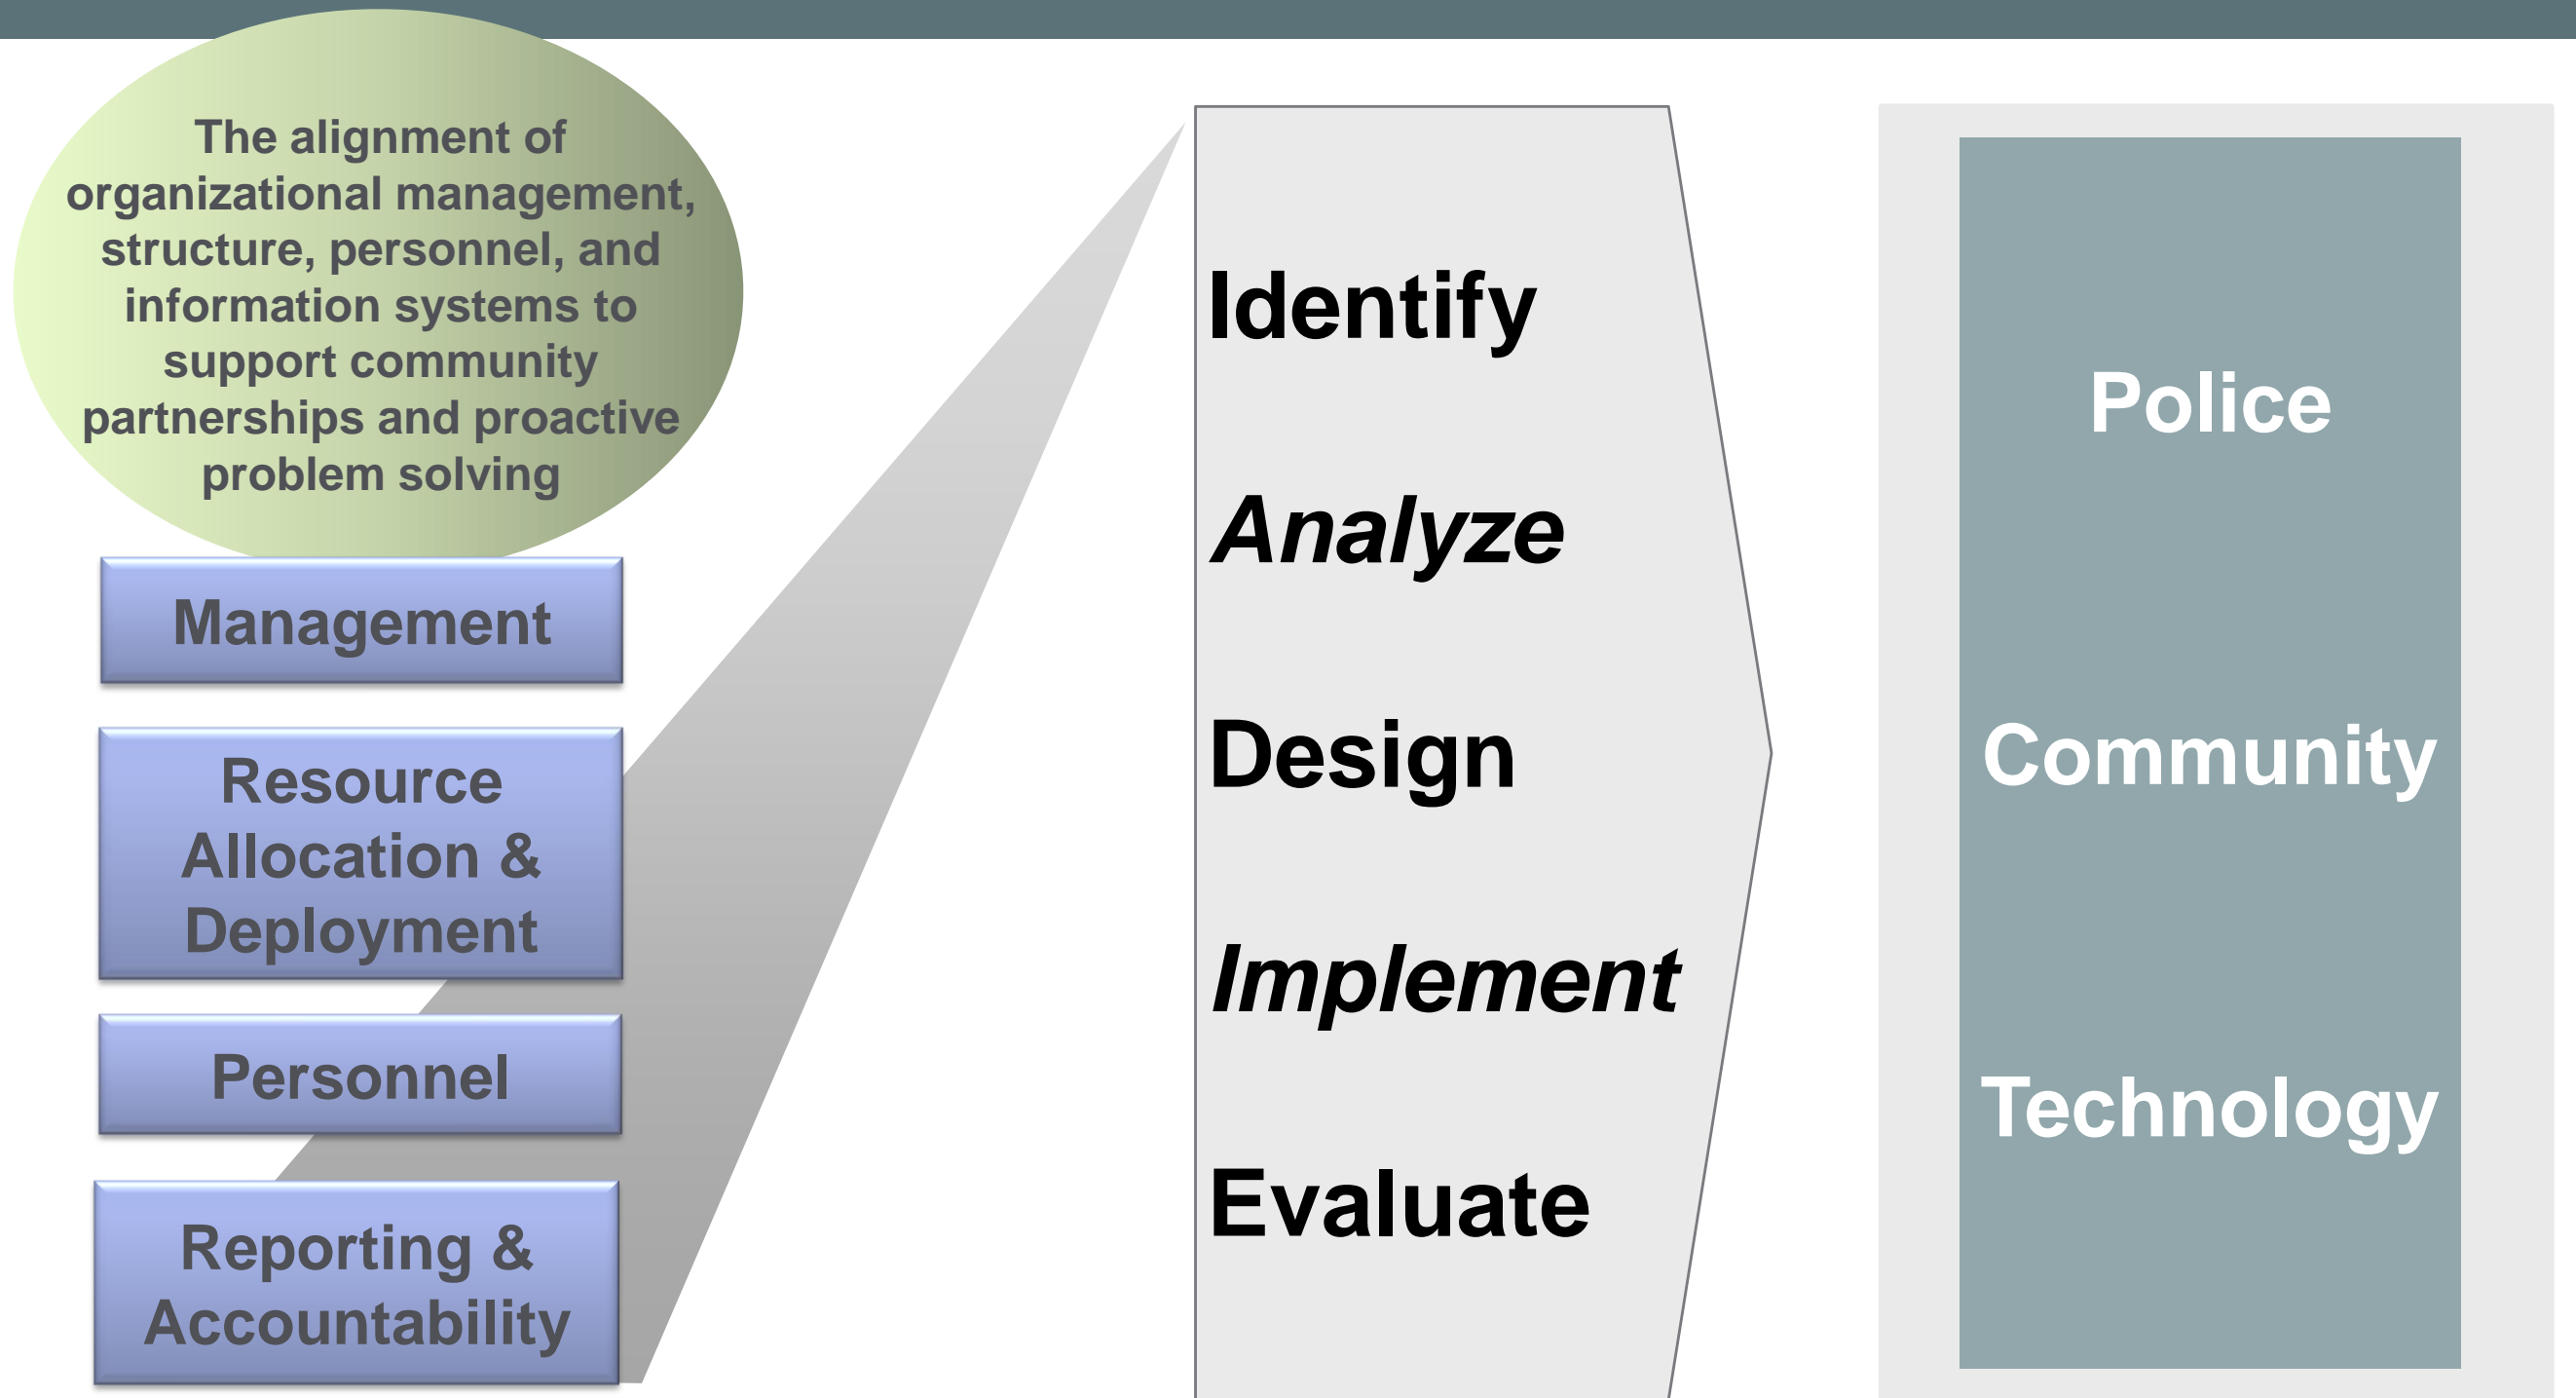 The alignment of
organizational management,
structure, personnel, and
information systems to
support community
partnerships and proactive
problem solving
Management
Resource
Allocation &
Deployment
Personnel
Reporting &
Accountability
Identify
Analyze
Design
Implement
Evaluate
Police
Community
Technology